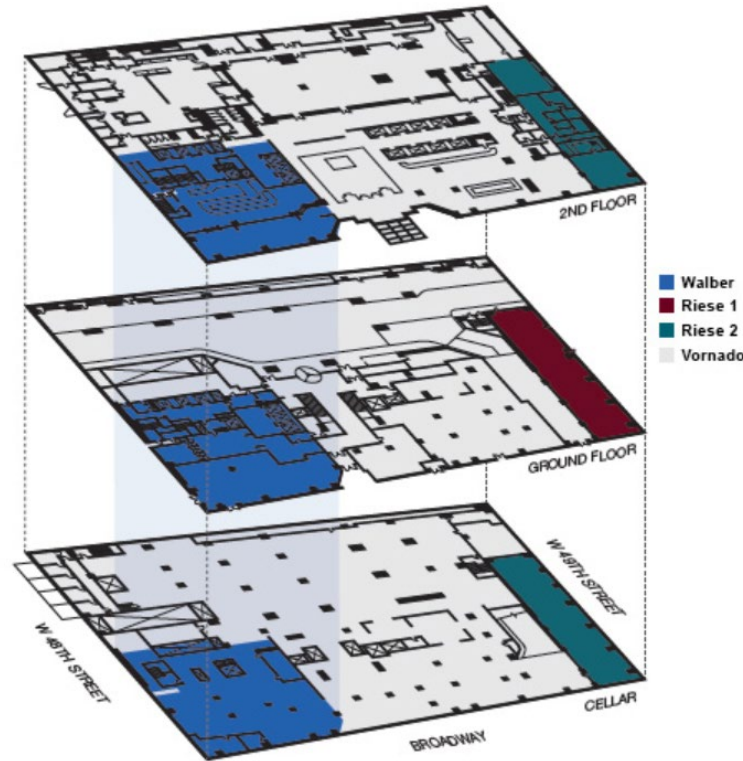 2ND FLOOR
Walber
Riese 1
Riese 2
Vornado
GROUND FLOOR
W 49TH STREET
W 48TH STREET
CELLAR
BROADWAY